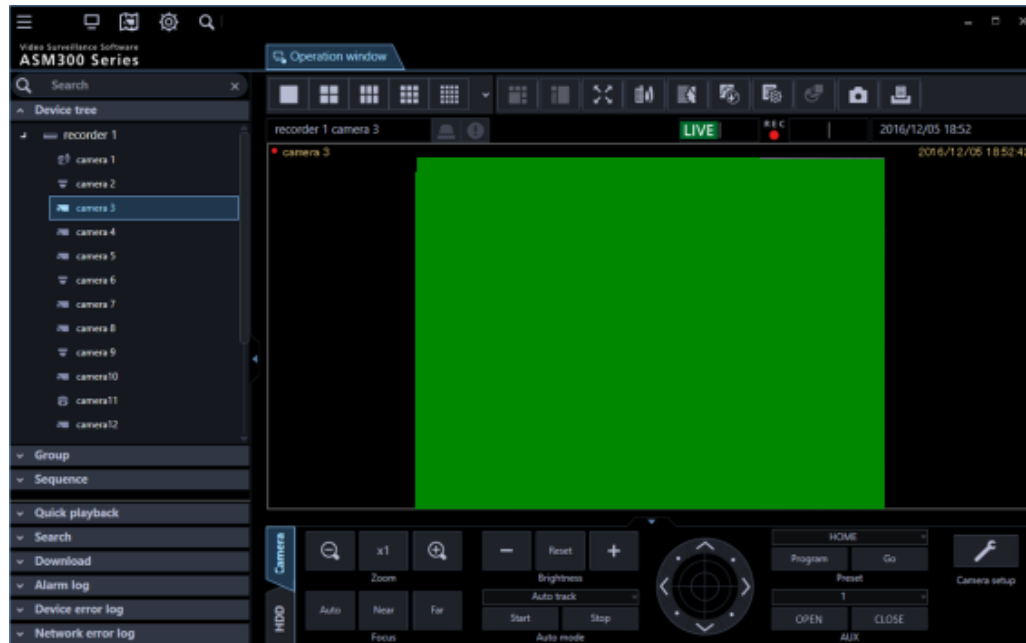 Video Surveillance Software
ASM300 Series
Operation window
Search
Device tree
recorder 1
camera 1
camera 2
camera 3
camera 4
camera 5
camera 6
camera 7
camera 8
camera 9
camera10
camera11
camera12
Group
Sequence
Quick playback
Search
Download
Alarm log
Device error log
Network error log
recorder 1 camera 3
LIVE
REC
2016/12/05 18:52
camera 3
2016/12/05 18:52:42
Camera
HDD
x1
Zoom
Auto
Near
Far
Focus
Reset
Brightness
Auto track
Start
Stop
Auto mode
HOME
Program
Go
Preset
1
OPEN
CLOSE
AUX
Camera setup